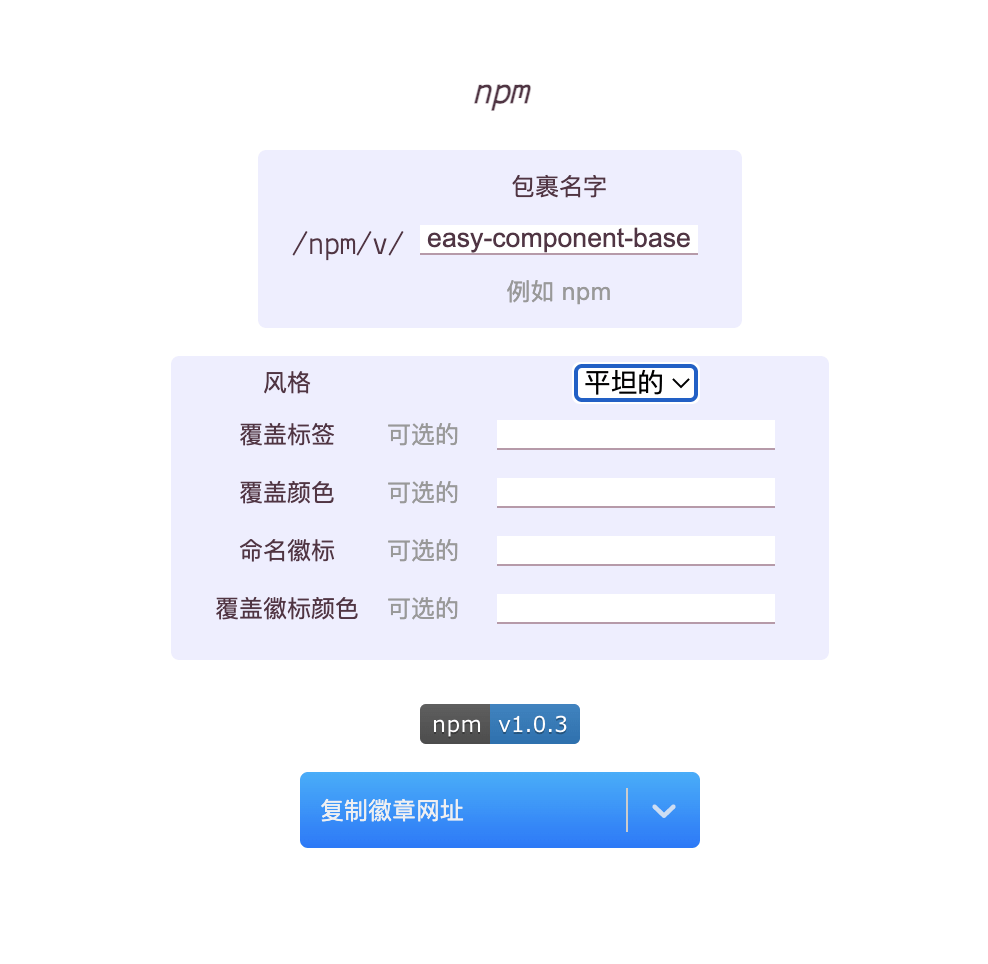 npm
包裹名字
/npm/v/ easy-component-base
例如 npm
风格 平坦的
覆盖标签 可选的
覆盖颜色 可选的
命名徽标 可选的
覆盖徽标颜色 可选的
npm v1.0.3
复制徽章网址